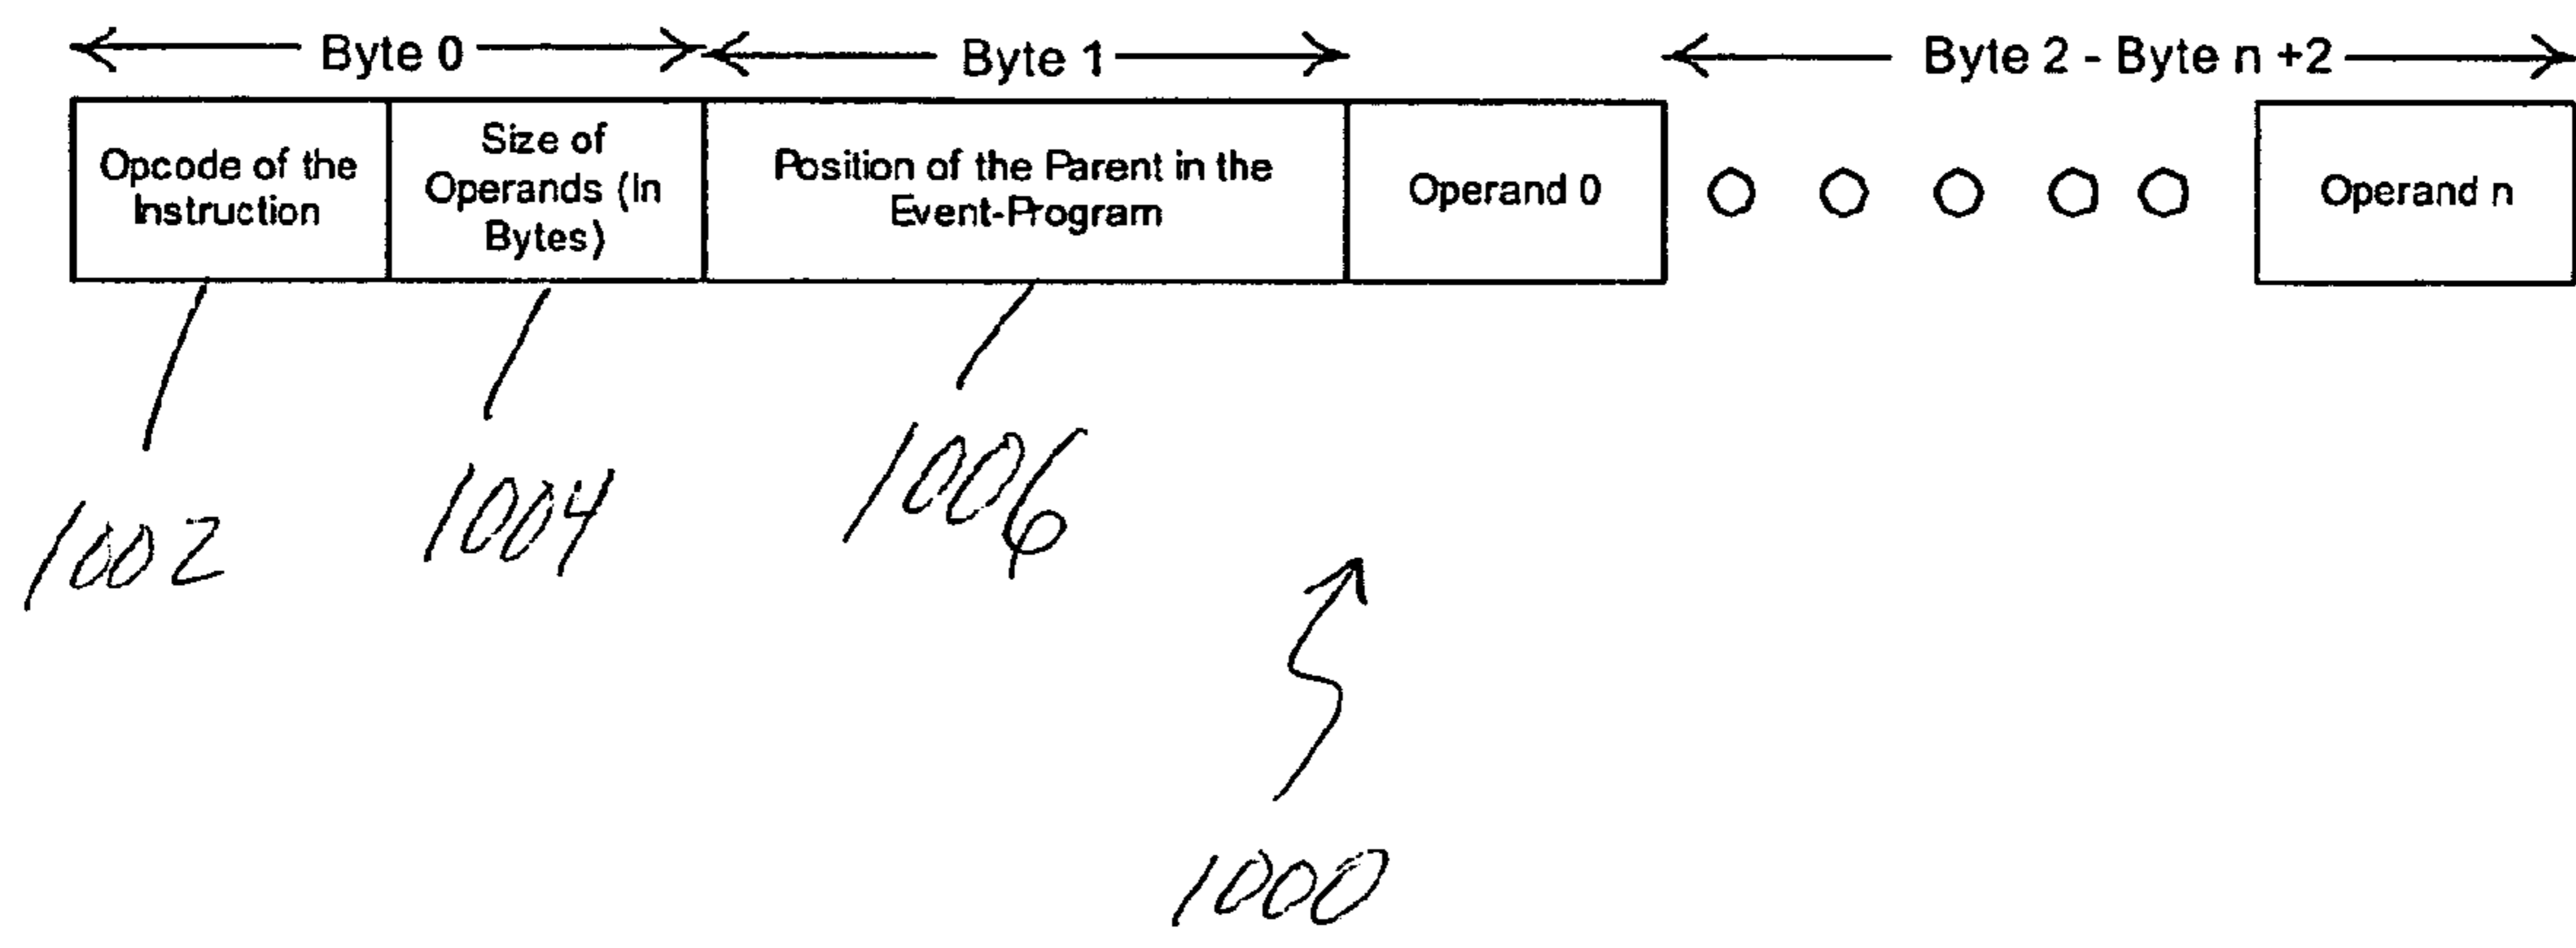 Byte 0
Byte 1
Byte 2 - Byte n +2
Opcode of the
Instruction
Size of
Operands (In
Bytes)
Position of the Parent in the
Event-Program
Operand 0
Operand n
1002
1004
1006
1000